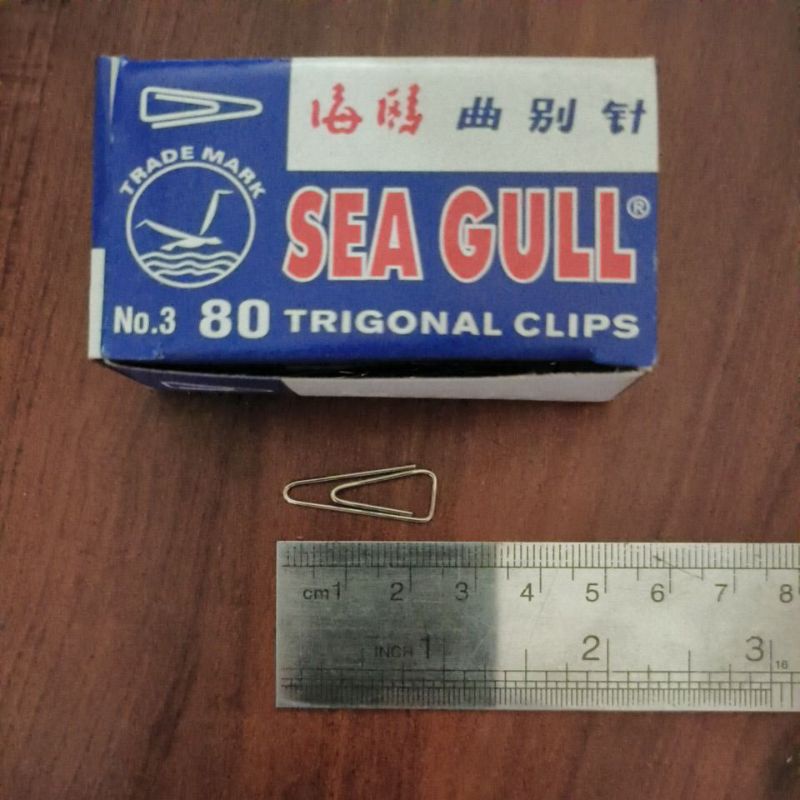 海鸥 曲别针
TRADE MARK
SEA GULL®
No.3 80 TRIGONAL CLIPS
cm 1 2 3 4 5 6 7 8
INCH 1 2 3
16